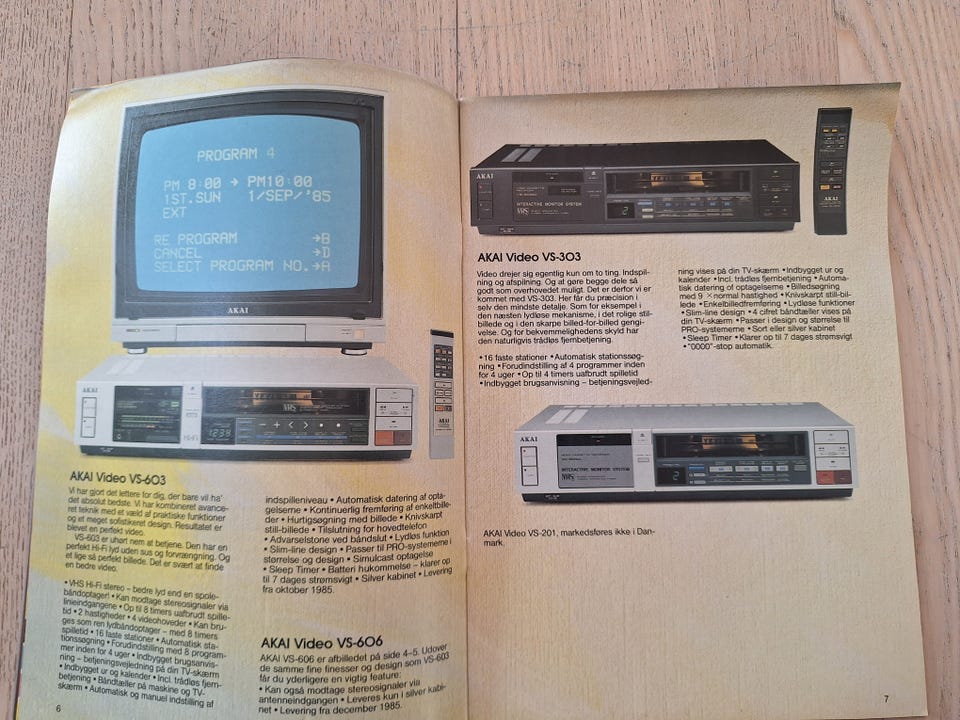 PROGRAM 4
PM 8:00 → PM10:00
1ST.SUN 1/SEP/'85
EXT
RE PROGRAM →B
CANCEL →D
SELECT PROGRAM NO.→A
AKAI
AKAI
VHS
Hi-Fi
1238
AKAI
AKAI Video VS-603
Vi har gjort det lettere for dig, der bare vil ha'
det absolut bedste. Vi har kombineret avance-
ret teknik med et væld af praktiske funktioner
og et meget sofistikeret design. Resultatet er
blevet en perfekt video.
VS-603 er uhørt nem at betjene. Den har en
perfekt Hi-Fi lyd uden sus og forvrængning. Og
et lige så perfekt billede. Det er svært at finde
en bedre video.
• VHS Hi-Fi stereo – bedre lyd end en spole-
båndoptager! • Kan modtage stereosignaler via
linieindgangene • Op til 8 timers uafbrudt spille-
tid • 2 hastigheder • 4 videohoveder • Kan bru-
ges som ren lydbåndoptager – med 8 timers
spilletid • 16 faste stationer • Automatisk sta-
tionssøgning • Forudindstilling med 8 program-
mer inden for 4 uger • Indbygget brugsanvis-
ning – betjeningsvejledning på din TV-skærm
• Indbygget ur og kalender • Incl. trådløs fjern-
betjening • Båndtæller på maskine og TV-
skærm • Automatisk og manuel indstilling af
6
indspilleniveau • Automatisk datering af opta-
gelserne • Kontinuerlig fremføring af enkeltbille-
der • Hurtigsøgning med billede • Knivskarpt
still-billede • Tilslutning for hovedtelefon
• Advarselstone ved båndslut • Lydløs funktion
• Slim-line design • Passer til PRO-systemerne i
størrelse og design • Simulcast optagelse
• Sleep Timer • Batteri hukommelse – klarer op
til 7 dages strømsvigt • Silver kabinet • Levering
fra oktober 1985.
AKAI Video VS-606
AKAI VS-606 er afbilledet på side 4–5. Udover
de samme fine finesser og design som VS-603
får du yderligere en vigtig feature:
• Kan også modtage stereosignaler via
antenneindgangen • Leveres kun i silver kabi-
net • Levering fra december 1985.
AKAI
INTERACTIVE MONITOR SYSTEM
VHS
2
AKAI
AKAI Video VS-303
Video drejer sig egentlig kun om to ting. Indspil-
ning og afspilning. Og at gøre begge dele så
godt som overhovedet muligt. Det er derfor vi er
kommet med VS-303. Her får du præcision i
selv den mindste detalje. Som for eksempel i
den næsten lydløse mekanisme, i det rolige stil-
billede og i den skarpe billed-for-billed gengi-
velse. Og for bekvemmelighedens skyld har
den naturligvis trådløs fjernbetjening.
• 16 faste stationer • Automatisk stationssøg-
ning • Forudindstilling af 4 programmer inden
for 4 uger • Op til 4 timers uafbrudt spilletid
• Indbygget brugsanvisning – betjeningsvejled-
ning vises på din TV-skærm • Indbygget ur og
kalender • Incl. trådløs fjernbetjening • Automa-
tisk datering af optagelserne • Billedsøgning
med 9 × normal hastighed • Knivskarpt still-bil-
lede • Enkeltbilledfremføring • Lydløse funktioner
• Slim-line design • 4 cifret båndtæller vises på
din TV-skærm • Passer i design og størrelse til
PRO-systemerne • Sort eller silver kabinet
• Sleep Timer • Klarer op til 7 dages strømsvigt
• "0000"-stop automatik.
AKAI
INTERACTIVE MONITOR SYSTEM
VHS
2
AKAI Video VS-201, markedsføres ikke i Dan-
mark.
7